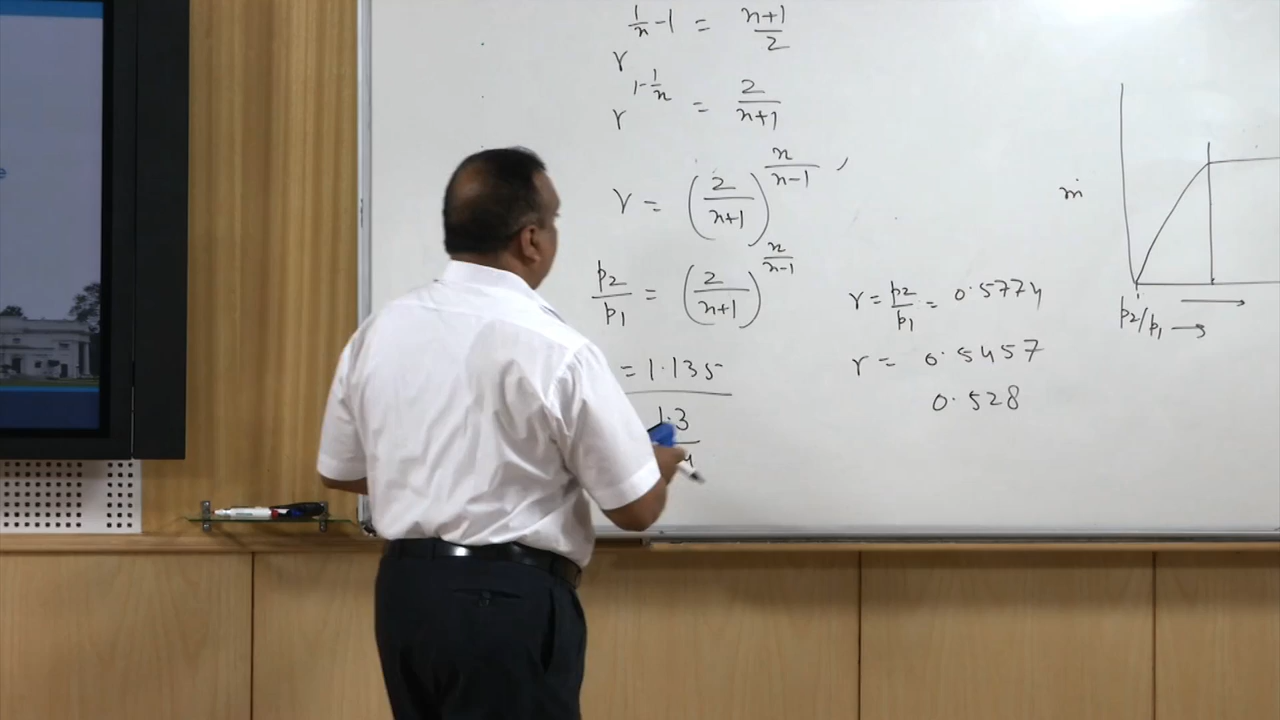 r^(1/n - 1) = (n+1)/2
r^(1 - 1/n) = 2/(n+1)
r = (2/(n+1))^(n/(n-1)) ,
p2/p1 = (2/(n+1))^(n/(n-1))
= 1.135
1.3
r = p2/p1 = 0.5774
r = 0.5457
0.528
ṁ
p2/p1 →
e